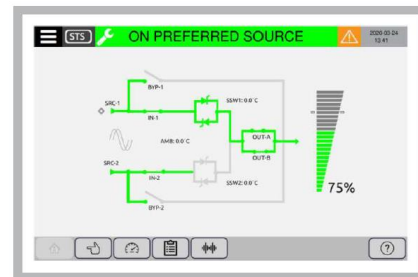 STS ON PREFERRED SOURCE 2020-03-24
13:41
BYP-1
SRC-1
SSW1: 0.0°C
IN-1
AMB: 0.0°C
OUT-A
OUT-B
SRC-2
IN-2
SSW2: 0.0°C
BYP-2
75%
?